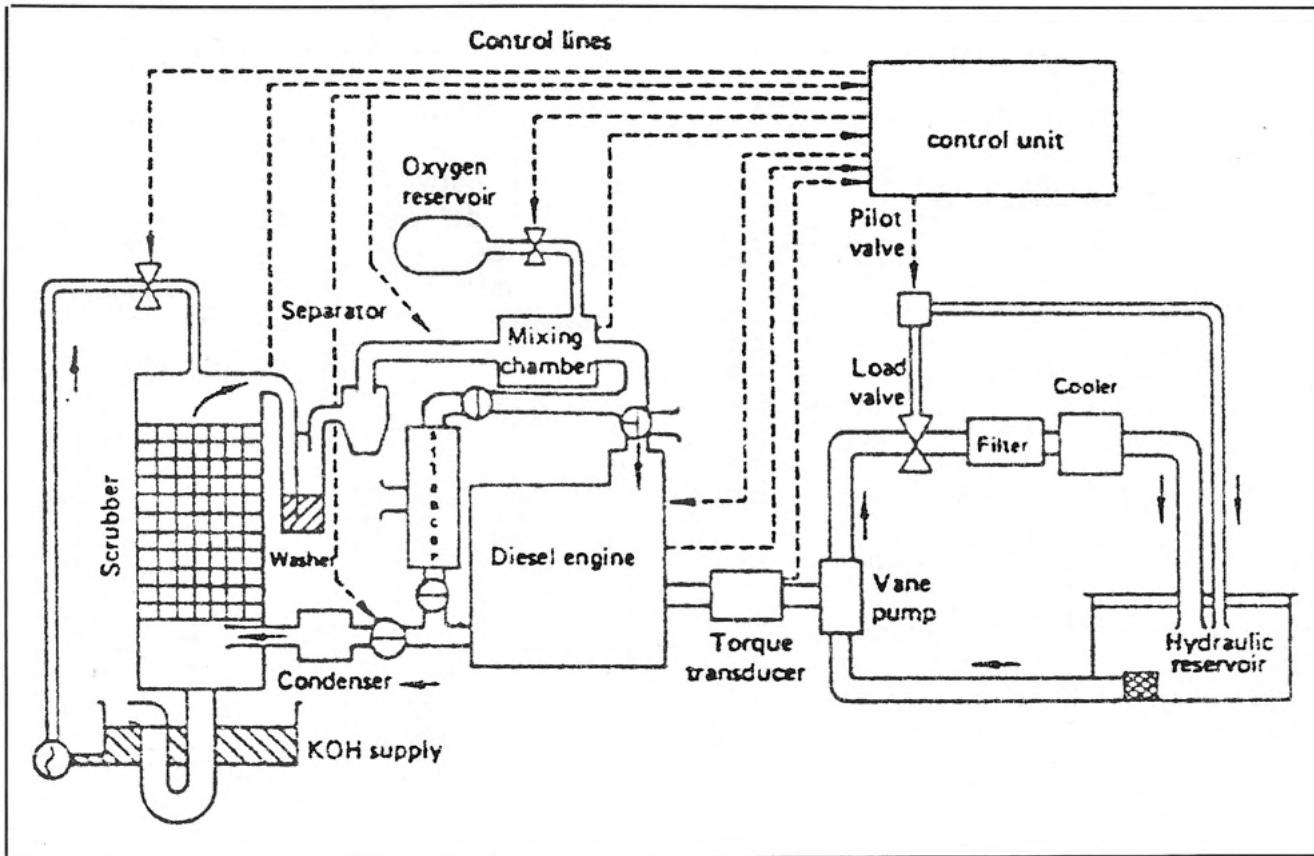 Control lines
control unit
Oxygen
reservoir
Pilot
valve
Separator
Mixing
chamber
Load
valve
Cooler
Filter
Scrubber
Washer
Diesel engine
Vane
pump
Torque
transducer
Hydraulic
reservoir
Condenser
KOH supply